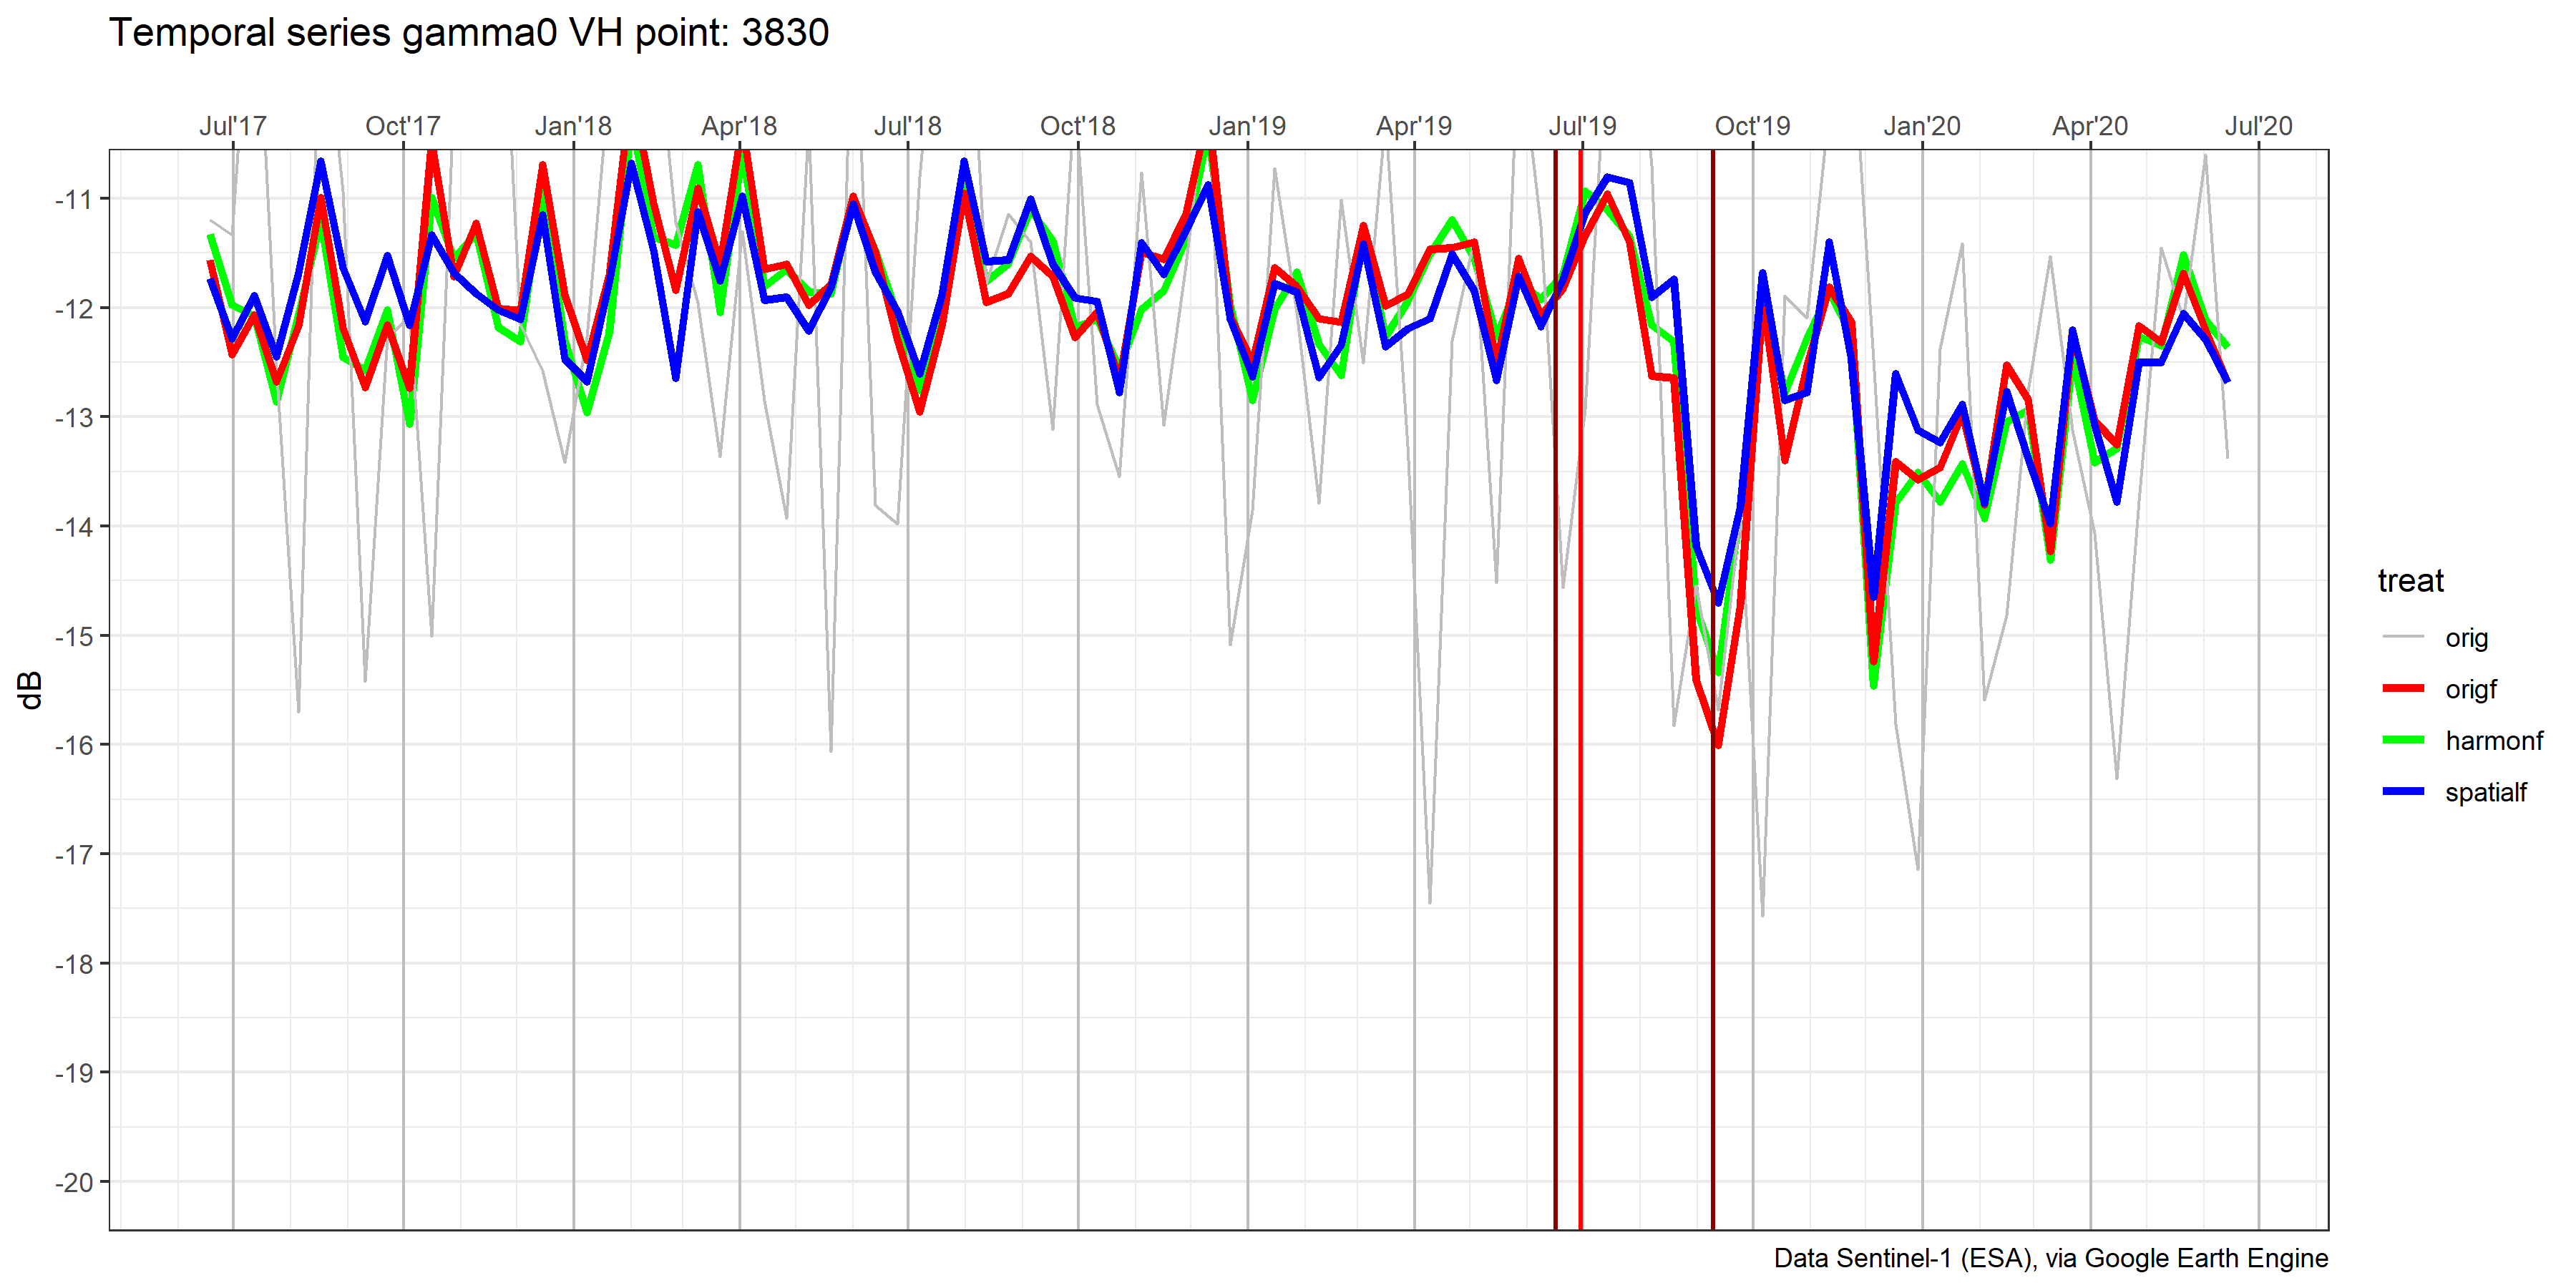 Temporal series gamma0 VH point: 3830
Jul'17 Oct'17 Jan'18 Apr'18 Jul'18 Oct'18 Jan'19 Apr'19 Jul'19 Oct'19 Jan'20 Apr'20 Jul'20
-11
-12
-13
-14
-15
-16
-17
-18
-19
-20
dB
treat
orig
origf
harmonf
spatialf
Data Sentinel-1 (ESA), via Google Earth Engine